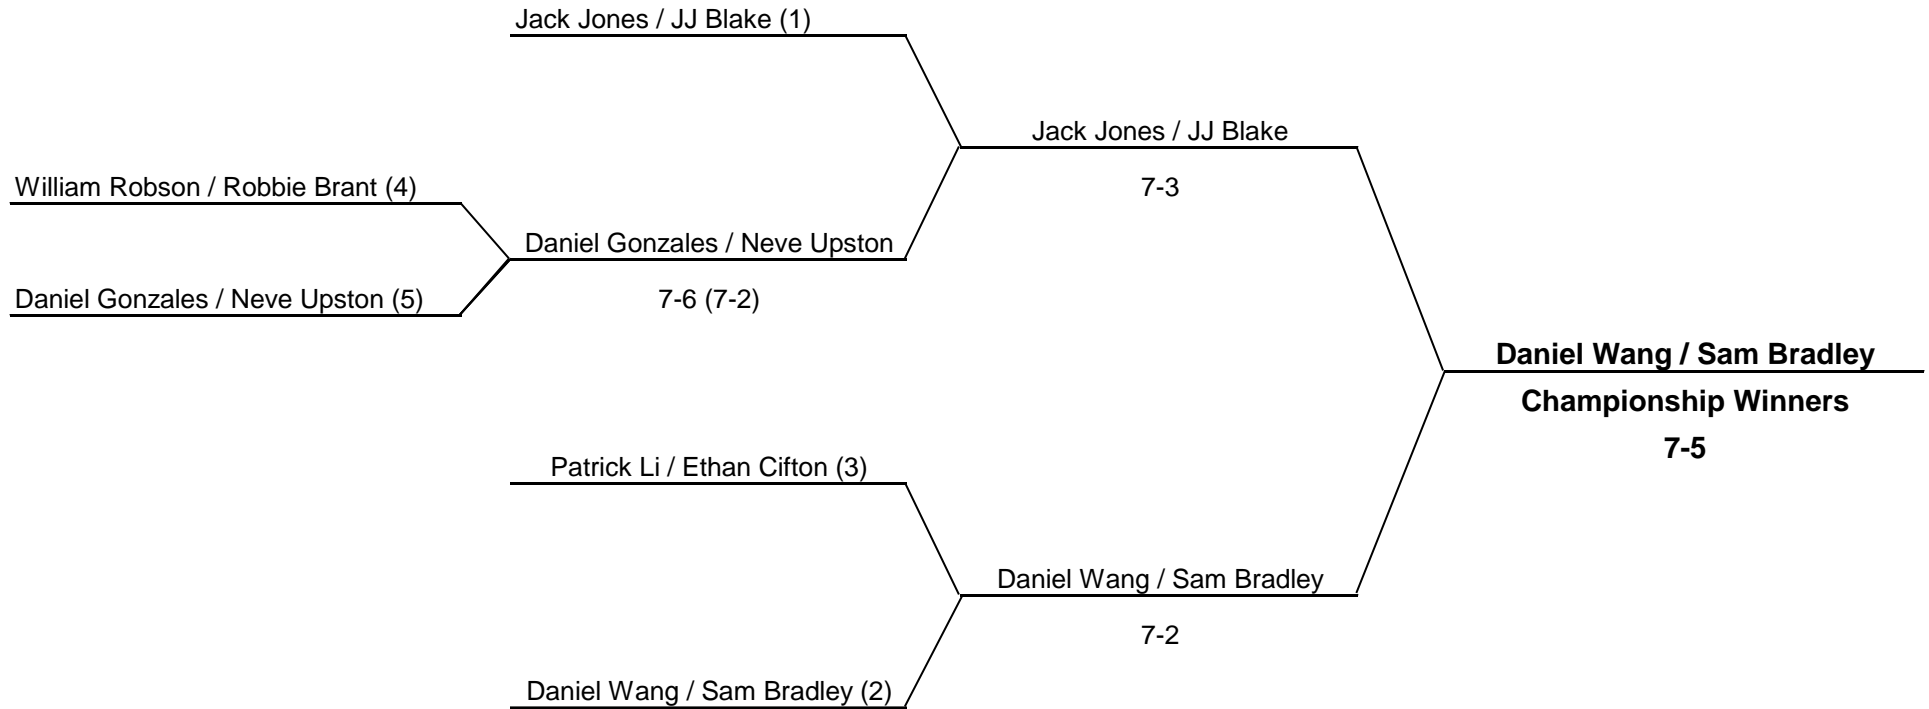 Jack Jones / JJ Blake (1)
Jack Jones / JJ Blake
7-3
William Robson / Robbie Brant (4)
Daniel Gonzales / Neve Upston
7-6 (7-2)
Daniel Gonzales / Neve Upston (5)
Daniel Wang / Sam Bradley
Championship Winners
7-5
Patrick Li / Ethan Cifton (3)
Daniel Wang / Sam Bradley
7-2
Daniel Wang / Sam Bradley (2)